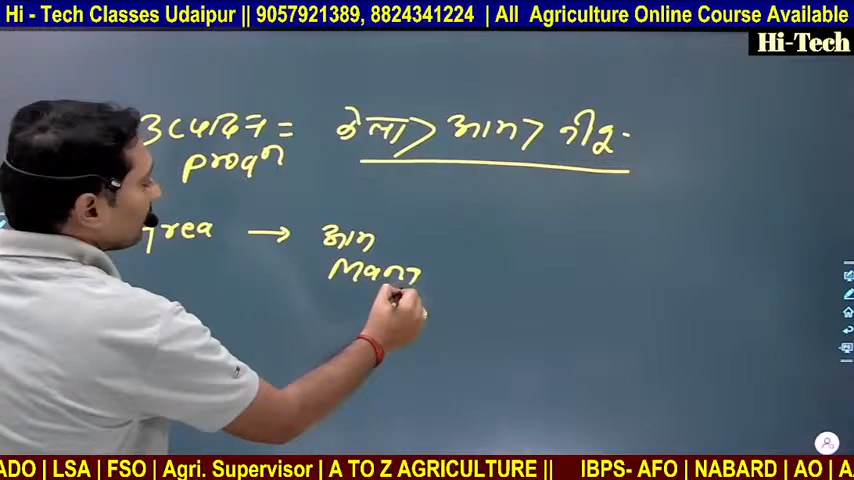 Hi - Tech Classes Udaipur || 9057921389, 8824341224 | All Agriculture Online Course Available
Hi-Tech
उत्पादन = केला > आम > नींबू
Prodn
Area → आम
Mang
ADO | LSA | FSO | Agri. Supervisor | A TO Z AGRICULTURE || IBPS- AFO | NABARD | AO | A